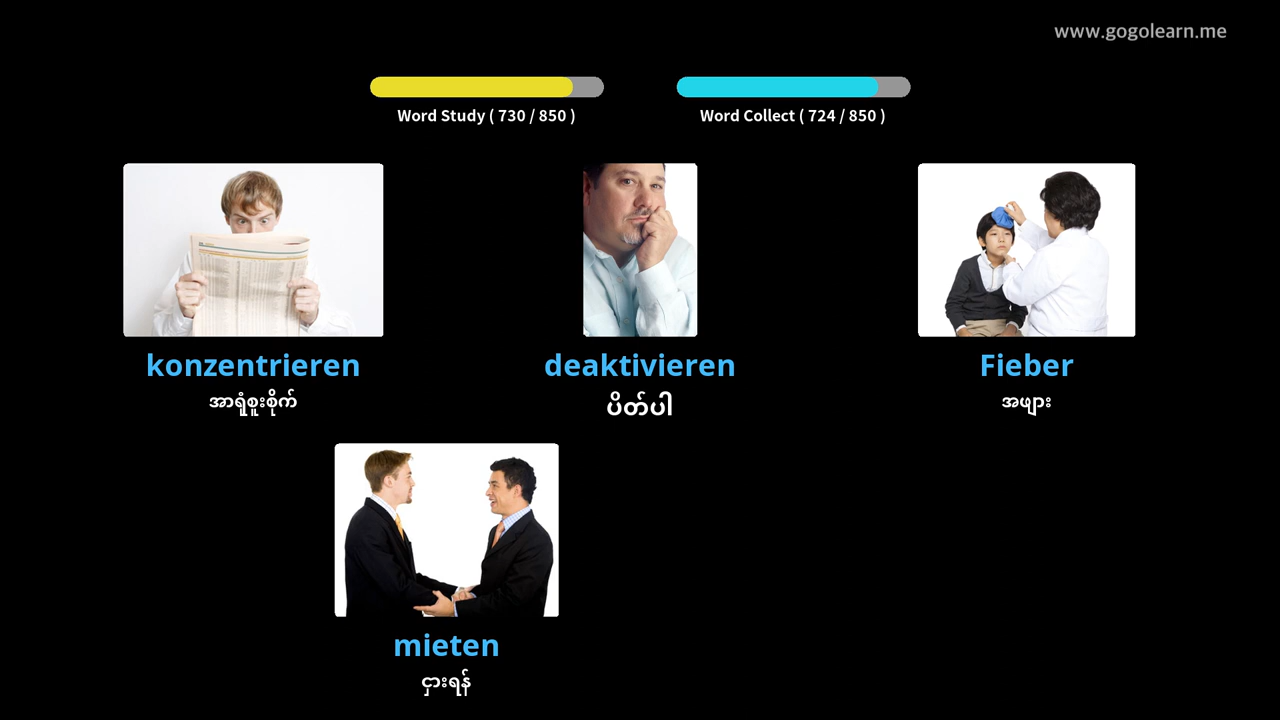 www.gogolearn.me
Word Study ( 730 / 850 )
Word Collect ( 724 / 850 )
konzentrieren
အာရုံစူးစိုက်
deaktivieren
ပိတ်ပါ
Fieber
အဖျား
mieten
ငှားရန်